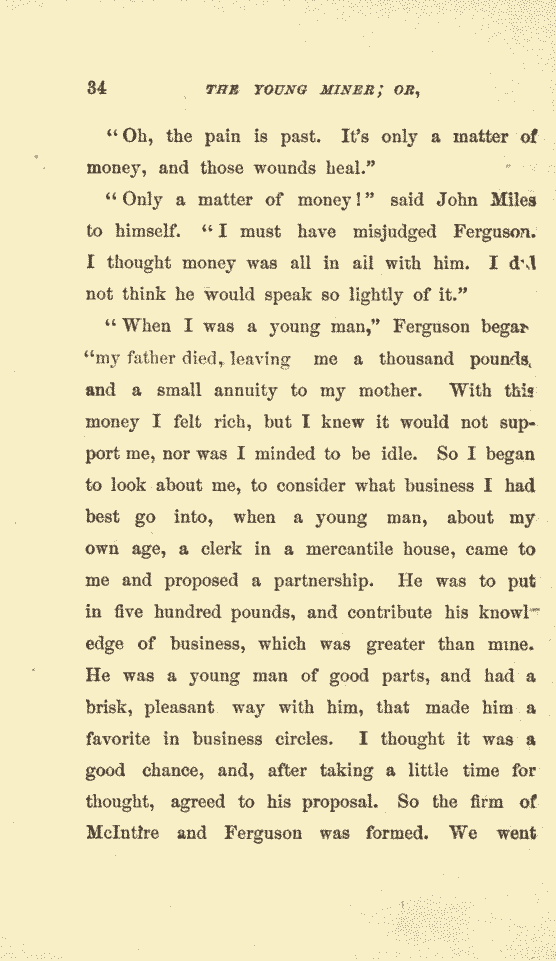 34 THE YOUNG MINER; OR,
“Oh, the pain is past. It’s only a matter of
money, and those wounds heal.”
“Only a matter of money!” said John Miles
to himself. “I must have misjudged Ferguson.
I thought money was all in all with him. I did
not think he would speak so lightly of it.”
“When I was a young man,” Ferguson began
“my father died, leaving me a thousand pounds,
and a small annuity to my mother. With this
money I felt rich, but I knew it would not sup-
port me, nor was I minded to be idle. So I began
to look about me, to consider what business I had
best go into, when a young man, about my
own age, a clerk in a mercantile house, came to
me and proposed a partnership. He was to put
in five hundred pounds, and contribute his knowl-
edge of business, which was greater than mine.
He was a young man of good parts, and had a
brisk, pleasant way with him, that made him a
favorite in business circles. I thought it was a
good chance, and, after taking a little time for
thought, agreed to his proposal. So the firm of
McIntire and Ferguson was formed. We went